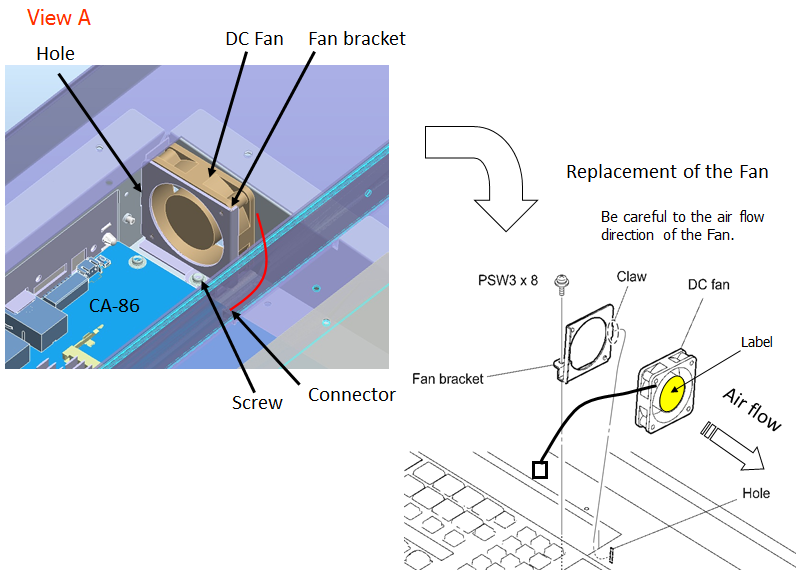 View A
Hole
DC Fan
Fan bracket
CA-86
Screw
Connector
Replacement of the Fan
Be careful to the air flow
direction of the Fan.
PSW3 x 8
Claw
DC fan
Label
Fan bracket
Air flow
Hole